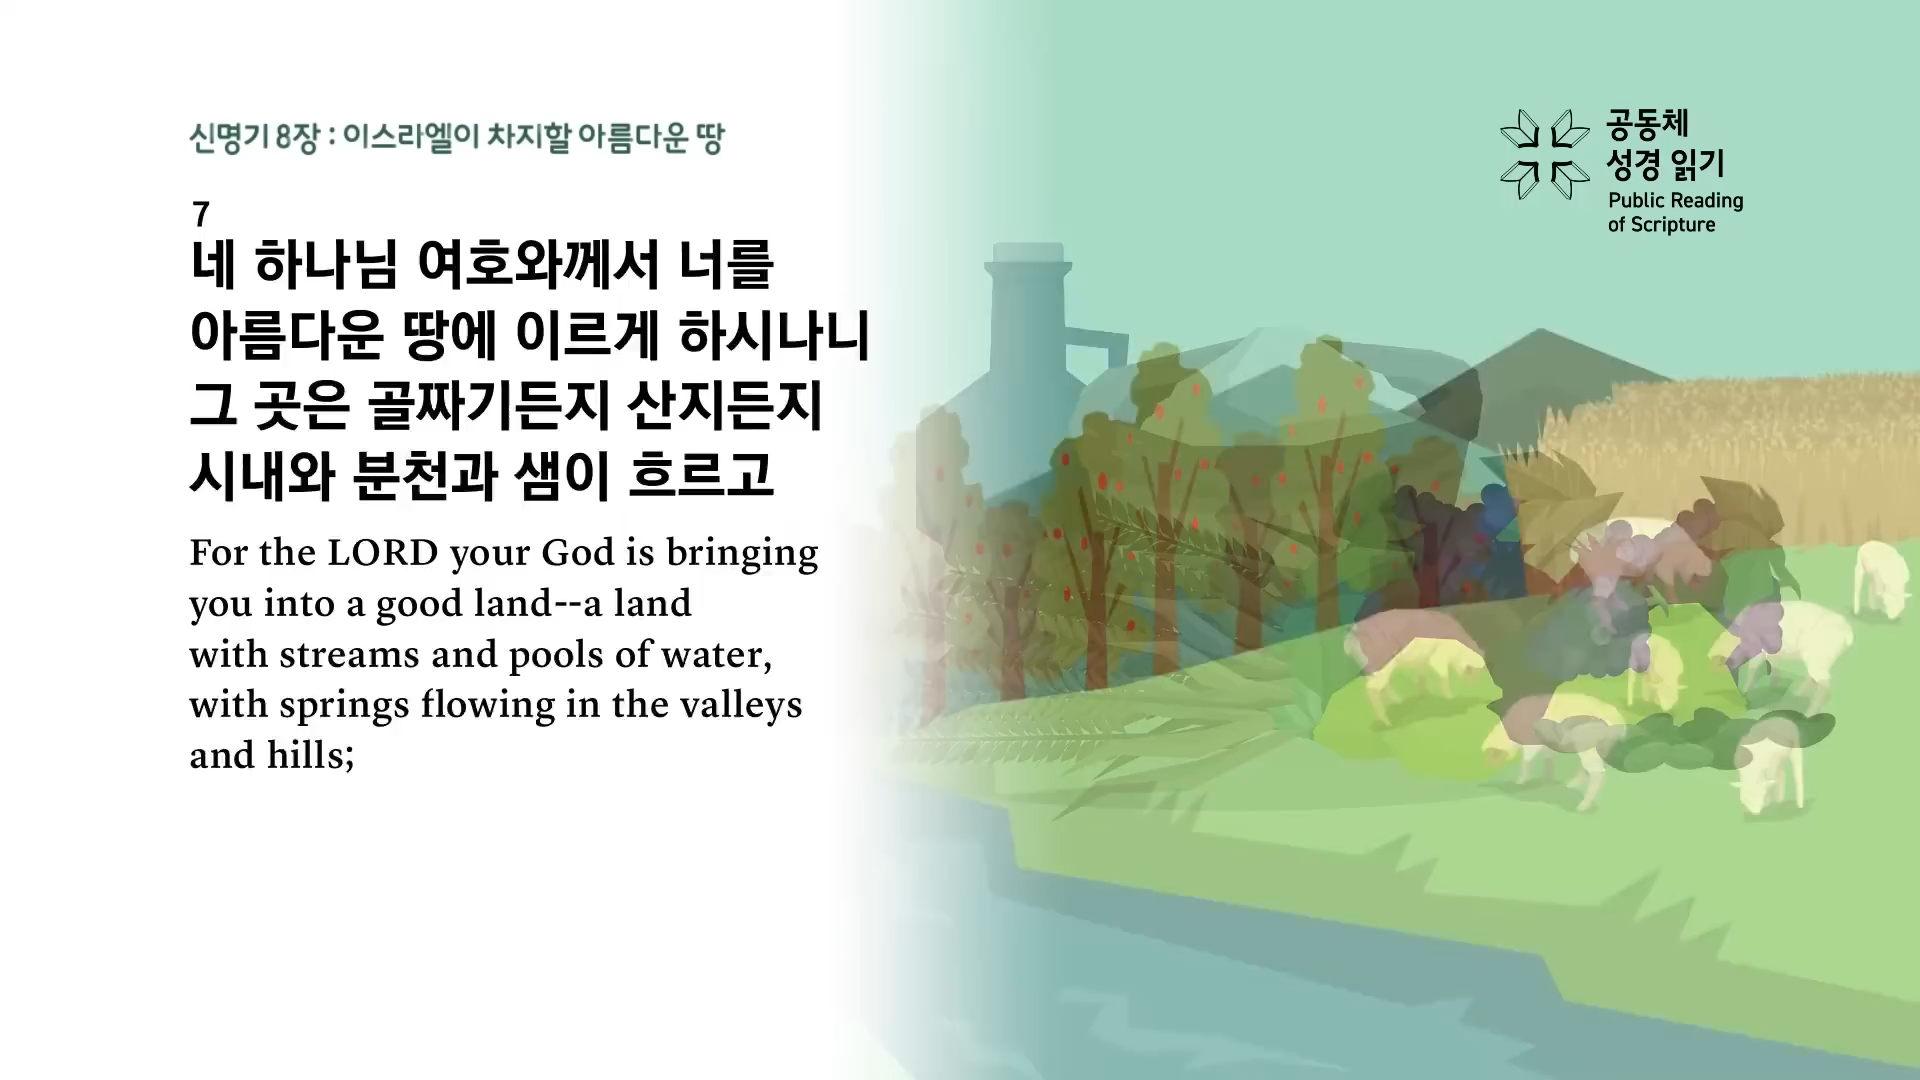 신명기 8장 : 이스라엘이 차지할 아름다운 땅
7
네 하나님 여호와께서 너를
아름다운 땅에 이르게 하시나니
그 곳은 골짜기든지 산지든지
시내와 분천과 샘이 흐르고
For the LORD your God is bringing
you into a good land--a land
with streams and pools of water,
with springs flowing in the valleys
and hills;
공동체
성경 읽기
Public Reading
of Scripture